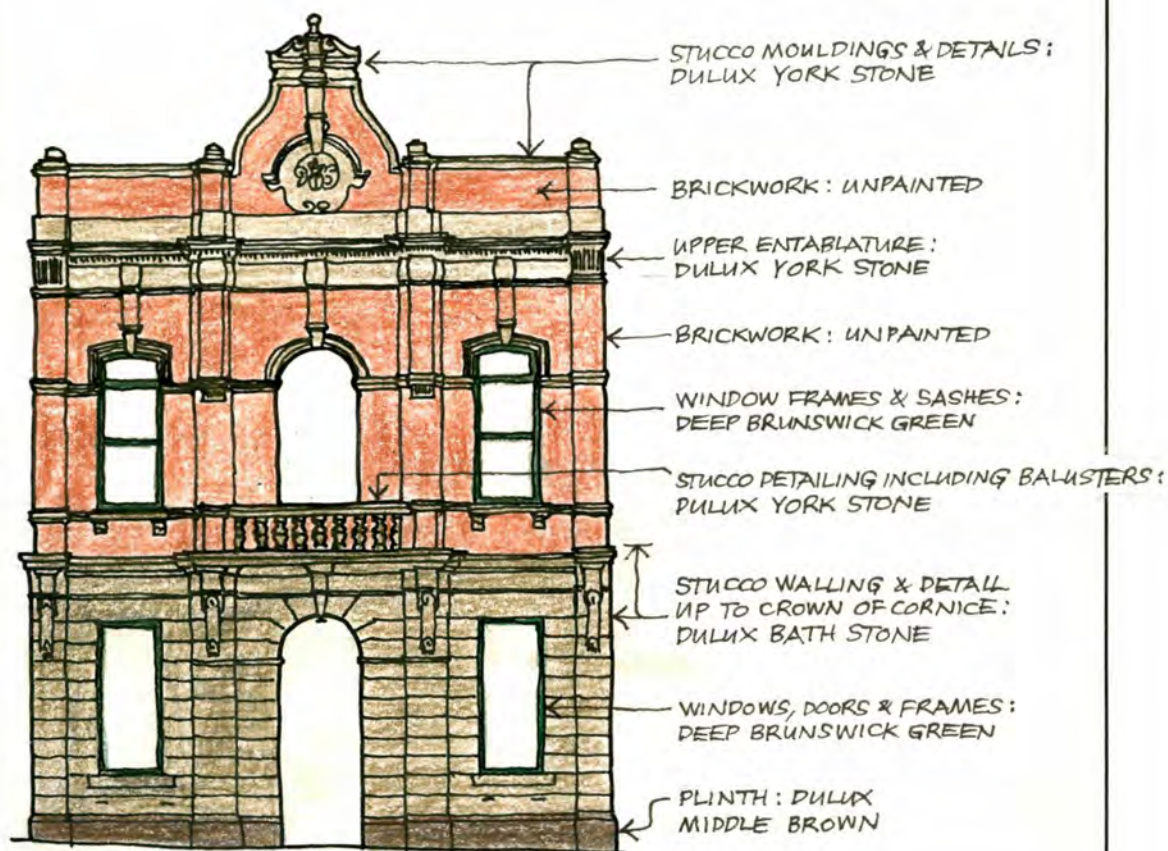 STUCCO MOULDINGS & DETAILS:
DULUX YORK STONE
BRICKWORK: UNPAINTED
UPPER ENTABLATURE:
DULUX YORK STONE
BRICKWORK: UNPAINTED
WINDOW FRAMES & SASHES:
DEEP BRUNSWICK GREEN
STUCCO DETAILING INCLUDING BALUSTERS:
DULUX YORK STONE
STUCCO WALLING & DETAIL
UP TO CROWN OF CORNICE:
DULUX BATH STONE
WINDOWS, DOORS & FRAMES:
DEEP BRUNSWICK GREEN
PLINTH: DULUX
MIDDLE BROWN